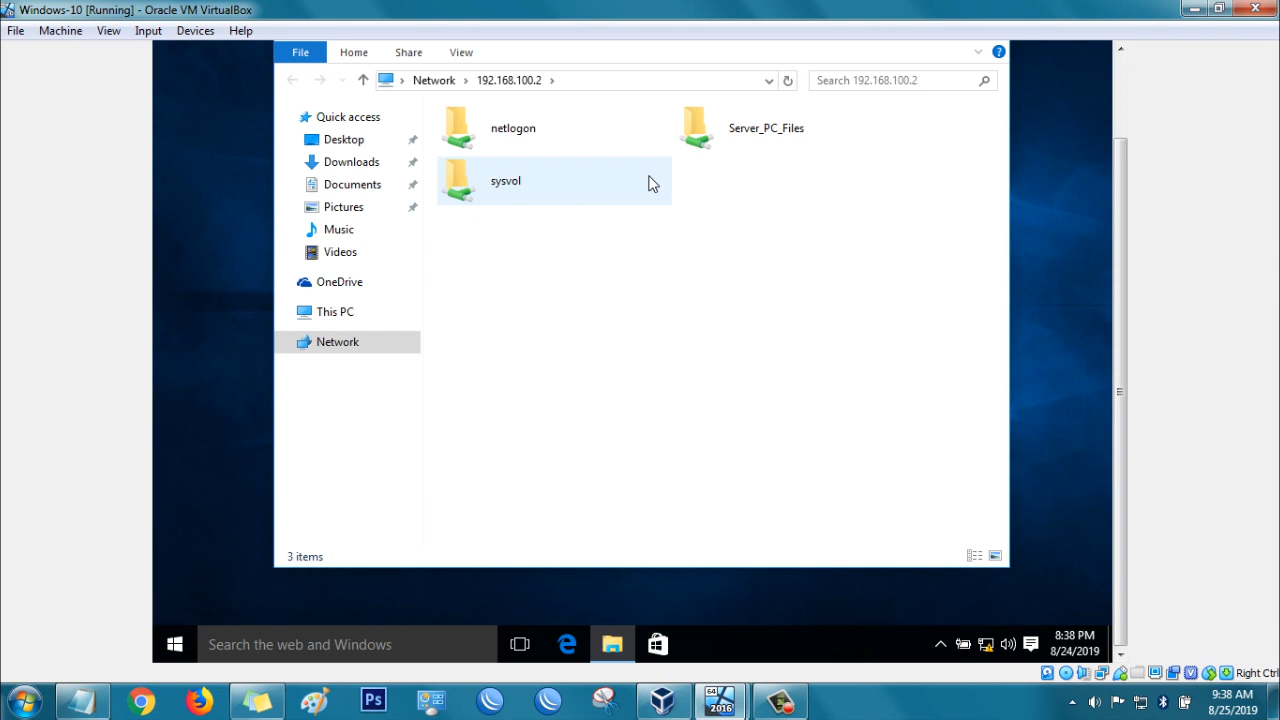 Windows-10 [Running] - Oracle VM VirtualBox
File Machine View Input Devices Help
File Home Share View
Network 192.168.100.2
Search 192.168.100.2
Quick access
netlogon
Server_PC_Files
Desktop
Downloads
sysvol
Documents
Pictures
Music
Videos
OneDrive
This PC
Network
3 items
Search the web and Windows
8:38 PM
8/24/2019
Right Ctrl
Ps
64
2016
9:38 AM
8/25/2019